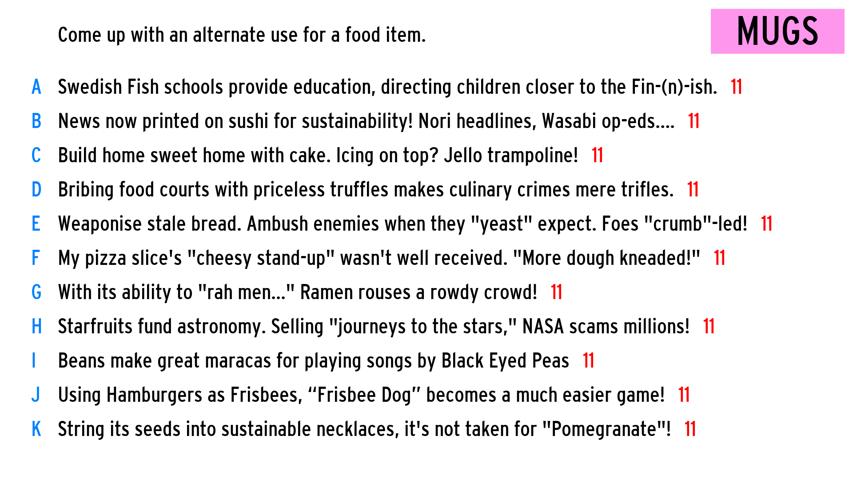 Come up with an alternate use for a food item.
MUGS
A Swedish Fish schools provide education, directing children closer to the Fin-(n)-ish. 11
B News now printed on sushi for sustainability! Nori headlines, Wasabi op-eds.... 11
C Build home sweet home with cake. Icing on top? Jello trampoline! 11
D Bribing food courts with priceless truffles makes culinary crimes mere trifles. 11
E Weaponise stale bread. Ambush enemies when they "yeast" expect. Foes "crumb"-led! 11
F My pizza slice's "cheesy stand-up" wasn't well received. "More dough kneaded!" 11
G With its ability to "rah men..." Ramen rouses a rowdy crowd! 11
H Starfruits fund astronomy. Selling "journeys to the stars," NASA scams millions! 11
I Beans make great maracas for playing songs by Black Eyed Peas 11
J Using Hamburgers as Frisbees, “Frisbee Dog” becomes a much easier game! 11
K String its seeds into sustainable necklaces, it's not taken for "Pomegranate"! 11